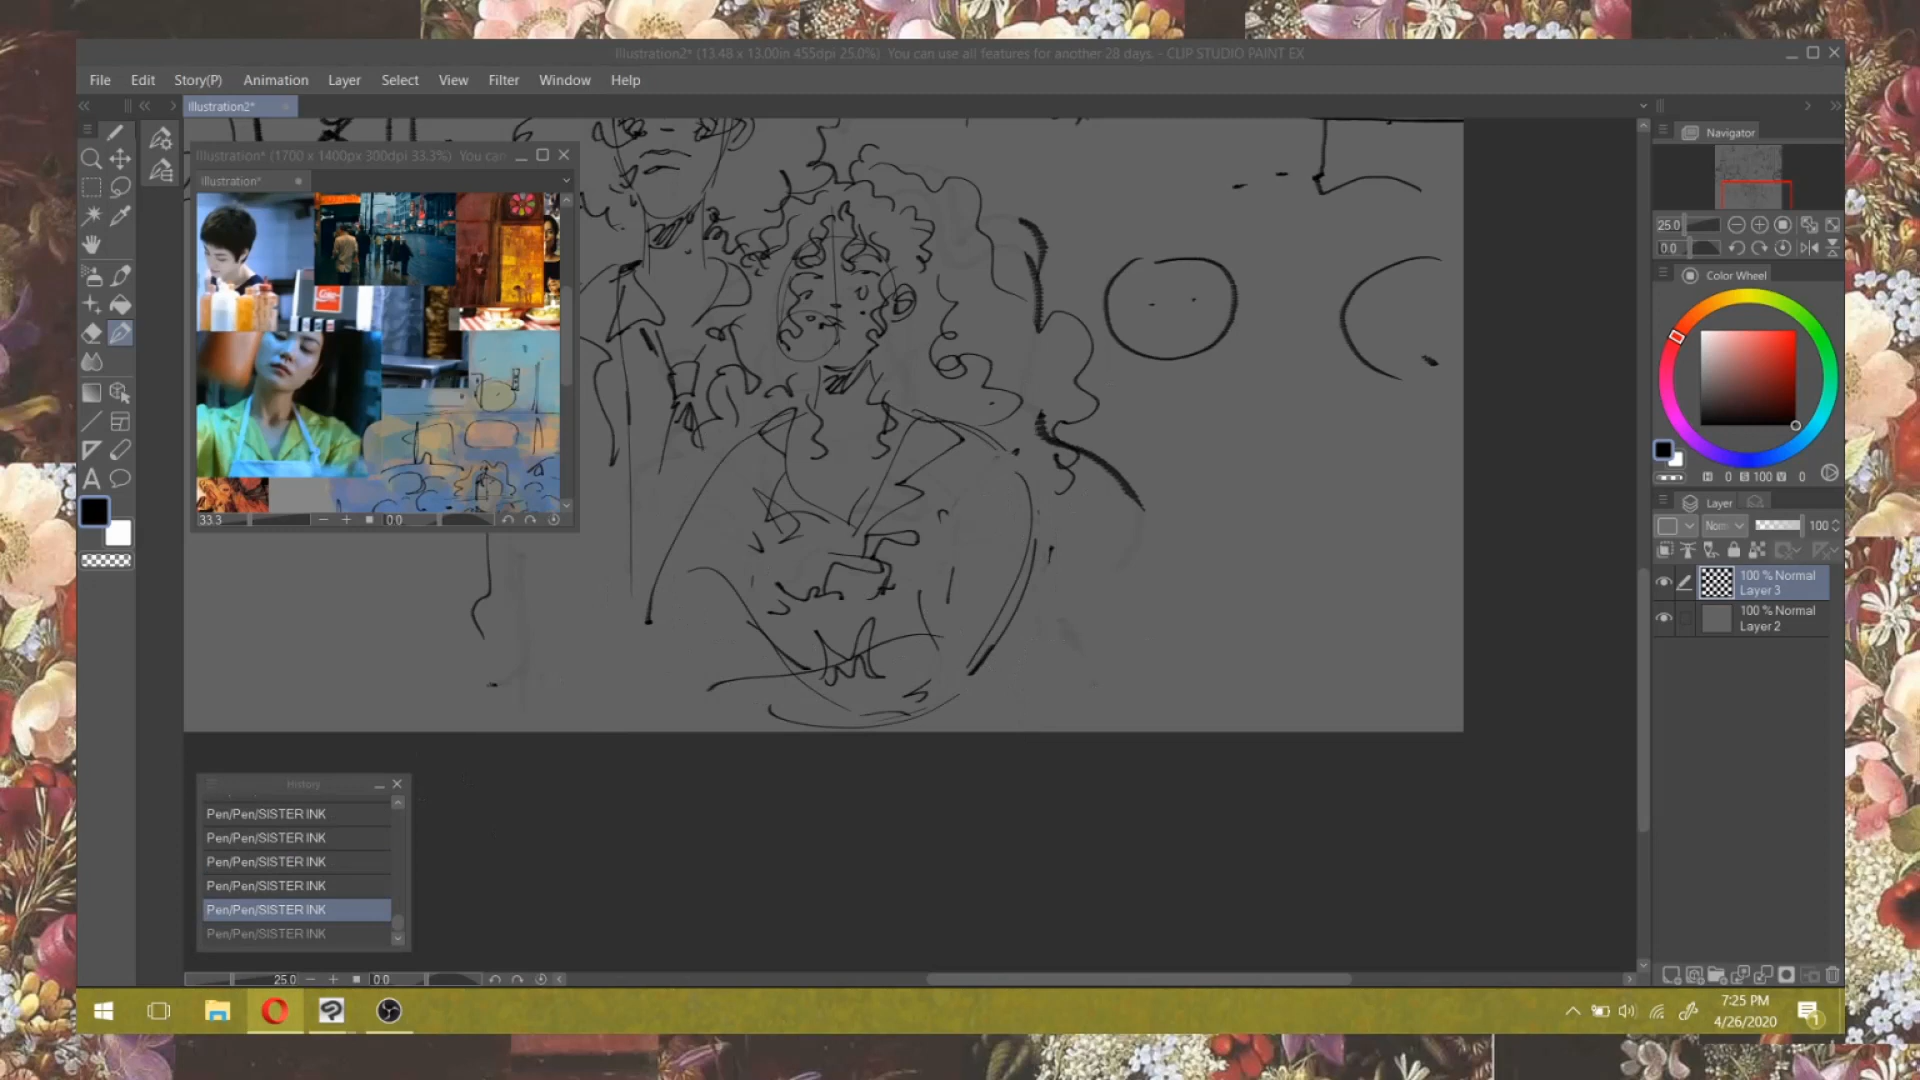 Illustration2* (13.48 x 13.00in 455dpi 25.0%) You can use all features for another 28 days. - CLIP STUDIO PAINT EX
File Edit Story(P) Animation Layer Select View Filter Window Help
Illustration2*
Navigator
Illustration* (1700 x 1400px 300dpi 33.3%) You can
Illustration*
25.0
0.0
Color Wheel
H 0 S 100 V 0
Layer
Norm 100
100 % Normal
Layer 3
100 % Normal
Layer 2
33.3 0.0
History
Pen/Pen/SISTER INK
Pen/Pen/SISTER INK
Pen/Pen/SISTER INK
Pen/Pen/SISTER INK
Pen/Pen/SISTER INK
Pen/Pen/SISTER INK
25.0 0.0
7:25 PM
4/26/2020
1